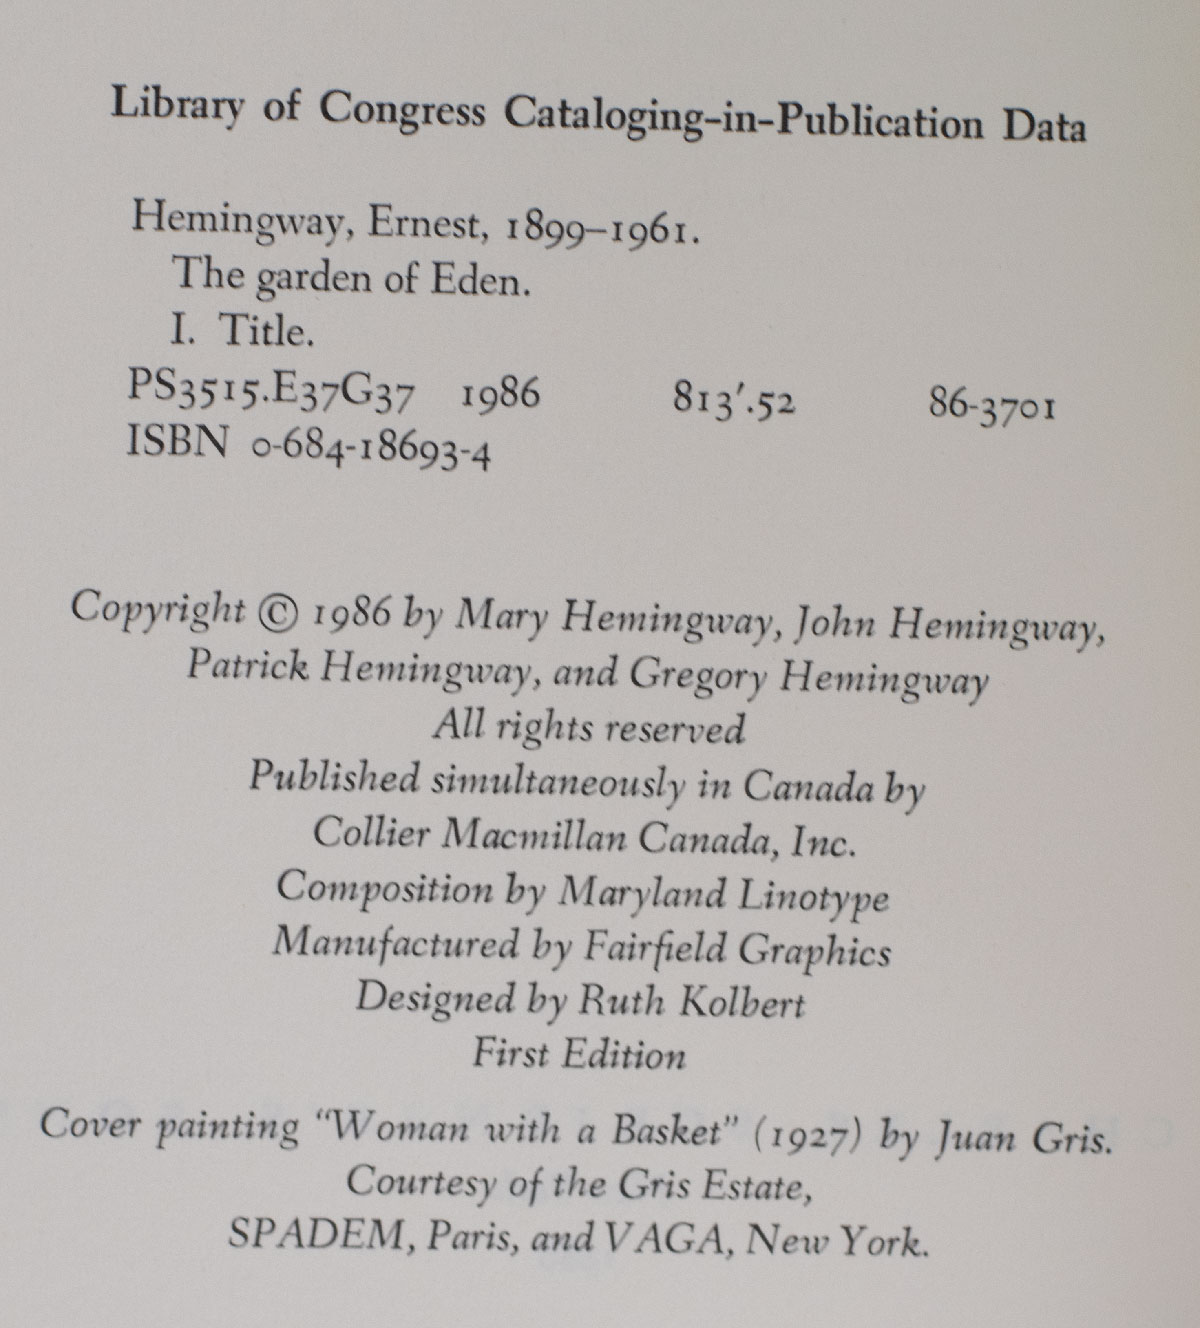 Library of Congress Cataloging-in-Publication Data
Hemingway, Ernest, 1899–1961.
The garden of Eden.
I. Title.
PS3515.E37G37 1986 813′.52 86-3701
ISBN 0-684-18693-4
Copyright © 1986 by Mary Hemingway, John Hemingway,
Patrick Hemingway, and Gregory Hemingway
All rights reserved
Published simultaneously in Canada by
Collier Macmillan Canada, Inc.
Composition by Maryland Linotype
Manufactured by Fairfield Graphics
Designed by Ruth Kolbert
First Edition
Cover painting “Woman with a Basket” (1927) by Juan Gris.
Courtesy of the Gris Estate,
SPADEM, Paris, and VAGA, New York.